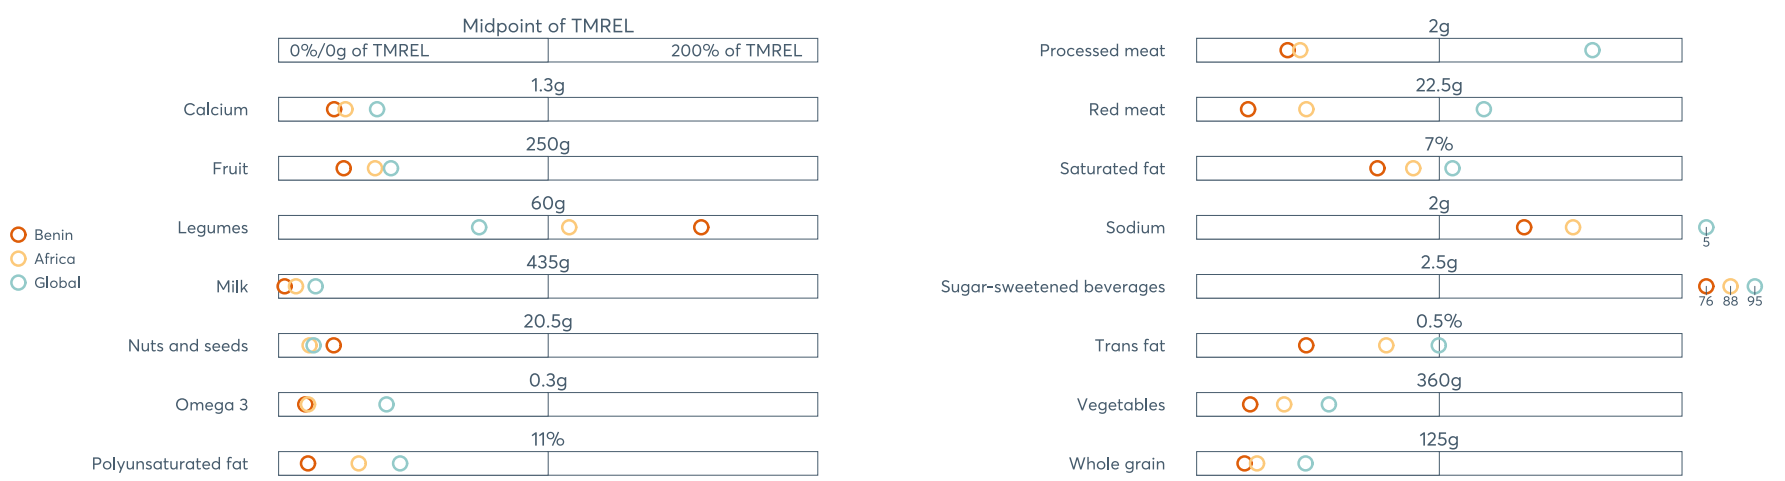 Midpoint of TMREL
0%/0g of TMREL 200% of TMREL
1.3g
Calcium
250g
Fruit
60g
Legumes
435g
Milk
20.5g
Nuts and seeds
0.3g
Omega 3
11%
Polyunsaturated fat
Benin
Africa
Global
2g
Processed meat
22.5g
Red meat
7%
Saturated fat
2g
Sodium
5
2.5g
Sugar-sweetened beverages
76 88 95
0.5%
Trans fat
360g
Vegetables
125g
Whole grain